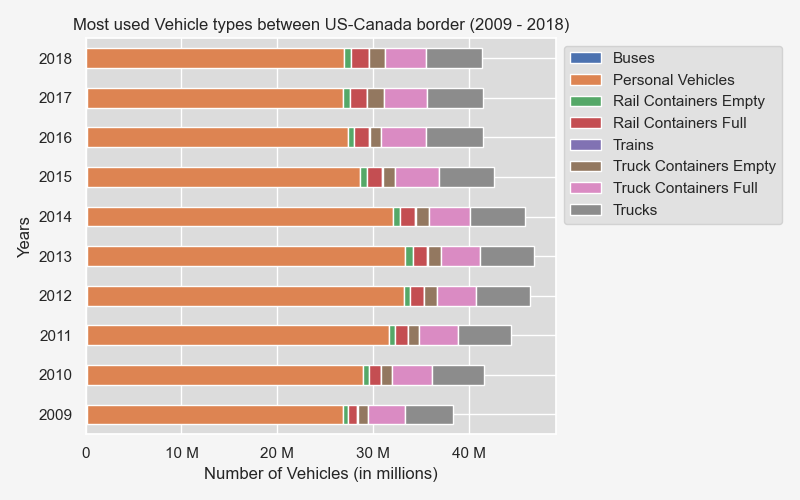 Most used Vehicle types between US-Canada border (2009 - 2018)
Years
2018
2017
2016
2015
2014
2013
2012
2011
2010
2009
0
10 M
20 M
30 M
40 M
Number of Vehicles (in millions)
Buses
Personal Vehicles
Rail Containers Empty
Rail Containers Full
Trains
Truck Containers Empty
Truck Containers Full
Trucks